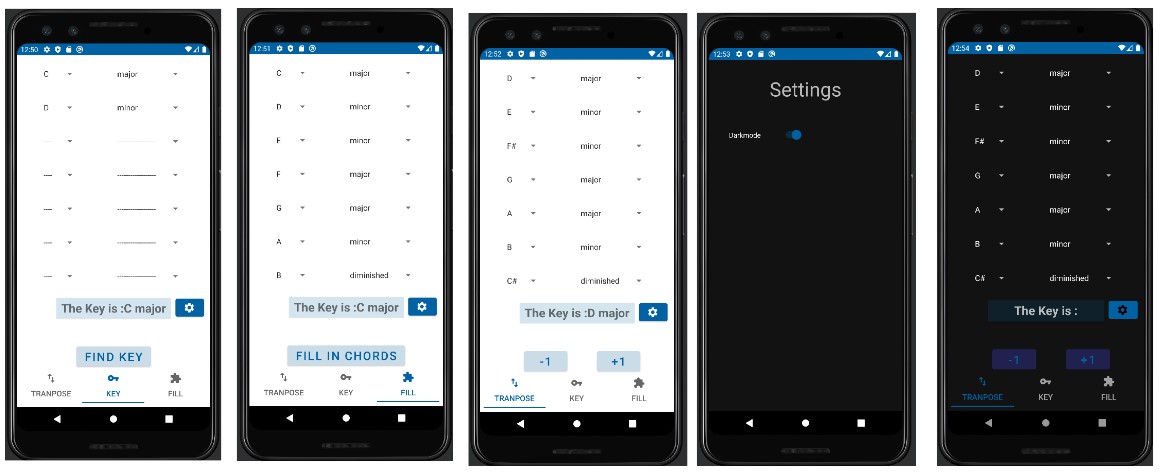 12:50
C major
D minor
---- ----------------
---- ----------------
---- ----------------
---- ----------------
---- ----------------
The Key is :C major
FIND KEY
TRANPOSE KEY FILL
12:51
C major
D minor
E minor
F major
G major
A minor
B diminished
The Key is :C major
FILL IN CHORDS
TRANPOSE KEY FILL
12:52
D major
E minor
F# minor
G major
A major
B minor
C# diminished
The Key is :D major
-1 +1
TRANPOSE KEY FILL
12:53
Settings
Darkmode
12:54
D major
E minor
F# minor
G major
A major
B minor
C# diminished
The Key is :
-1 +1
TRANPOSE KEY FILL